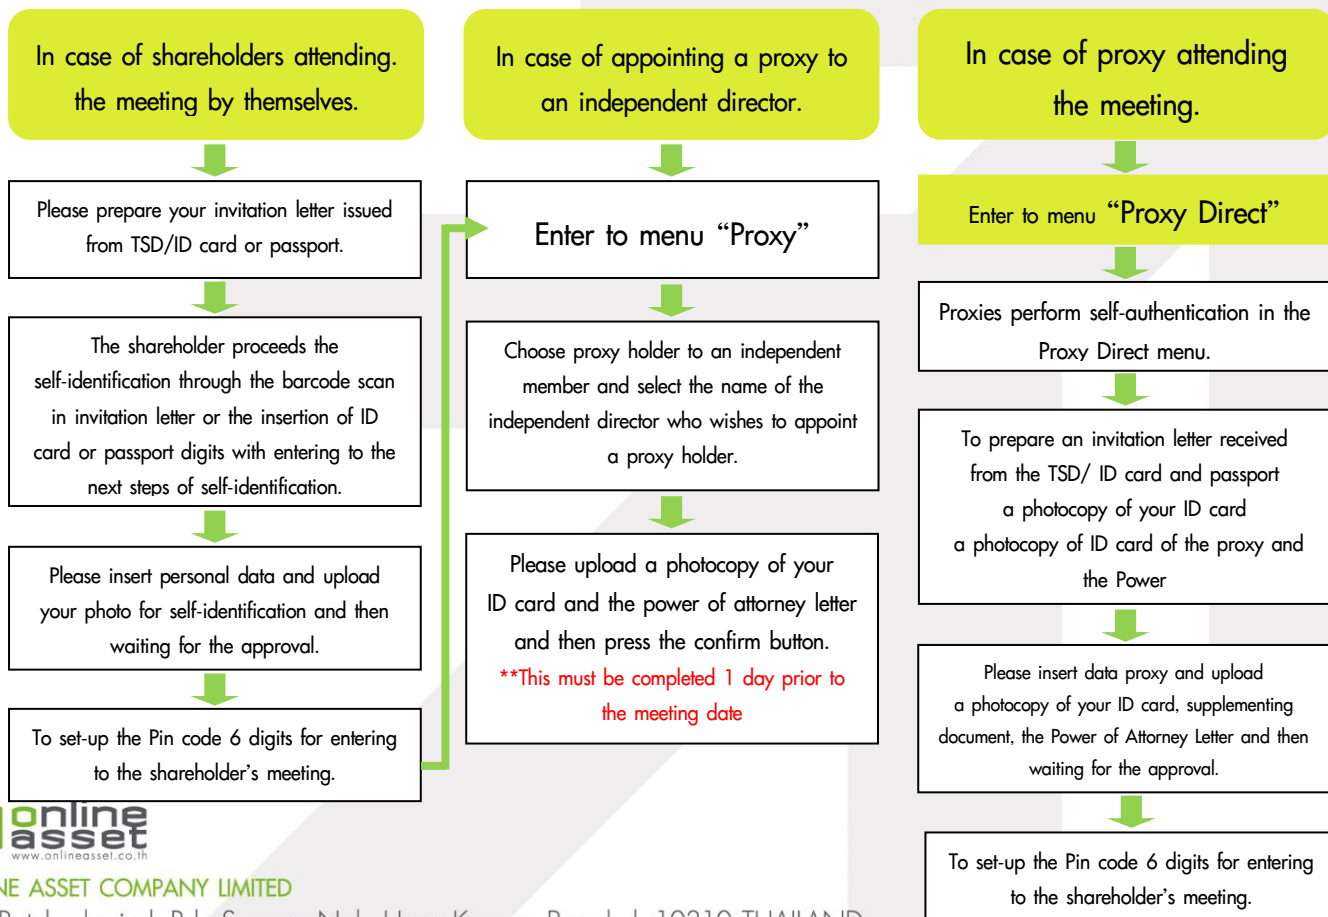 In case of shareholders attending.
the meeting by themselves.
Please prepare your invitation letter issued
from TSD/ID card or passport.
The shareholder proceeds the
self-identification through the barcode scan
in invitation letter or the insertion of ID
card or passport digits with entering to the
next steps of self-identification.
Please insert personal data and upload
your photo for self-identification and then
waiting for the approval.
To set-up the Pin code 6 digits for entering
to the shareholder's meeting.
In case of appointing a proxy to
an independent director.
Enter to menu “Proxy”
Choose proxy holder to an independent
member and select the name of the
independent director who wishes to appoint
a proxy holder.
Please upload a photocopy of your
ID card and the power of attorney letter
and then press the confirm button.
**This must be completed 1 day prior to
the meeting date
In case of proxy attending
the meeting.
Enter to menu “Proxy Direct”
Proxies perform self-authentication in the
Proxy Direct menu.
To prepare an invitation letter received
from the TSD/ ID card and passport
a photocopy of your ID card
a photocopy of ID card of the proxy and
the Power
Please insert data proxy and upload
a photocopy of your ID card, supplementing
document, the Power of Attorney Letter and then
waiting for the approval.
To set-up the Pin code 6 digits for entering
to the shareholder's meeting.
online
asset
www.onlineasset.co.th
NE ASSET COMPANY LIMITED
10310 THAILAND